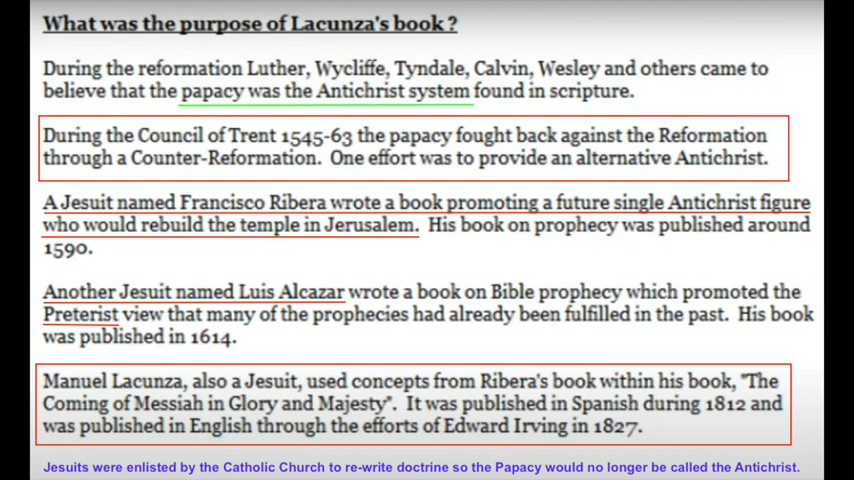 What was the purpose of Lacunza's book ?
During the reformation Luther, Wycliffe, Tyndale, Calvin, Wesley and others came to
believe that the papacy was the Antichrist system found in scripture.
During the Council of Trent 1545-63 the papacy fought back against the Reformation
through a Counter-Reformation. One effort was to provide an alternative Antichrist.
A Jesuit named Francisco Ribera wrote a book promoting a future single Antichrist figure
who would rebuild the temple in Jerusalem. His book on prophecy was published around
1590.
Another Jesuit named Luis Alcazar wrote a book on Bible prophecy which promoted the
Preterist view that many of the prophecies had already been fulfilled in the past. His book
was published in 1614.
Manuel Lacunza, also a Jesuit, used concepts from Ribera's book within his book, "The
Coming of Messiah in Glory and Majesty". It was published in Spanish during 1812 and
was published in English through the efforts of Edward Irving in 1827.
Jesuits were enlisted by the Catholic Church to re-write doctrine so the Papacy would no longer be called the Antichrist.